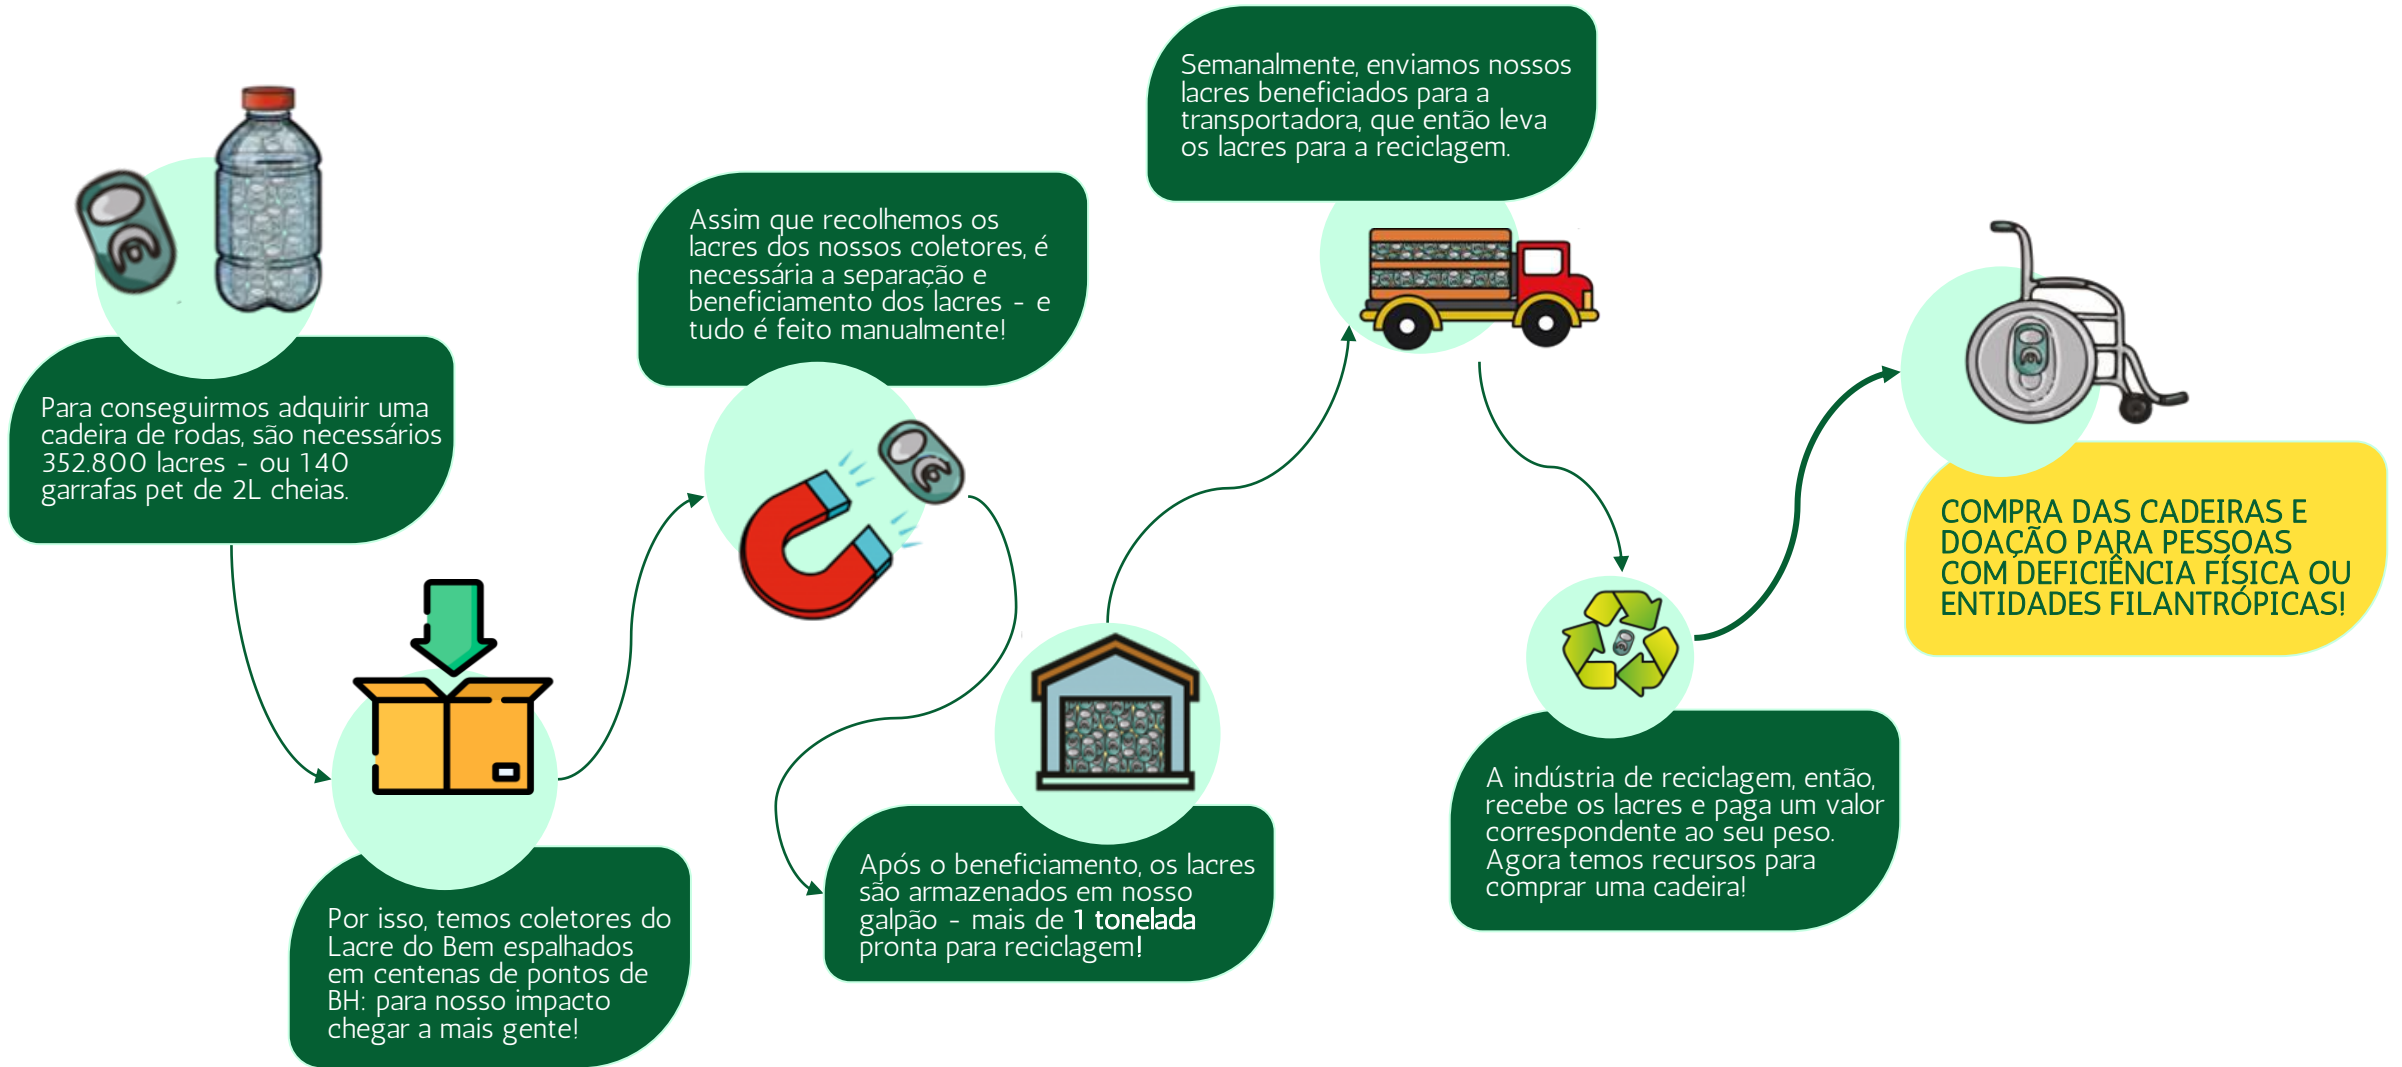 Para conseguirmos adquirir uma
cadeira de rodas, são necessários
352.800 lacres - ou 140
garrafas pet de 2L cheias.
Por isso, temos coletores do
Lacre do Bem espalhados
em centenas de pontos de
BH: para nosso impacto
chegar a mais gente!
Assim que recolhemos os
lacres dos nossos coletores, é
necessária a separação e
beneficiamento dos lacres - e
tudo é feito manualmente!
Após o beneficiamento, os lacres
são armazenados em nosso
galpão - mais de 1 tonelada
pronta para reciclagem!
Semanalmente, enviamos nossos
lacres beneficiados para a
transportadora, que então leva
os lacres para a reciclagem.
A indústria de reciclagem, então,
recebe os lacres e paga um valor
correspondente ao seu peso.
Agora temos recursos para
comprar uma cadeira!
COMPRA DAS CADEIRAS E
DOAÇÃO PARA PESSOAS
COM DEFICIÊNCIA FÍSICA OU
ENTIDADES FILANTRÓPICAS!